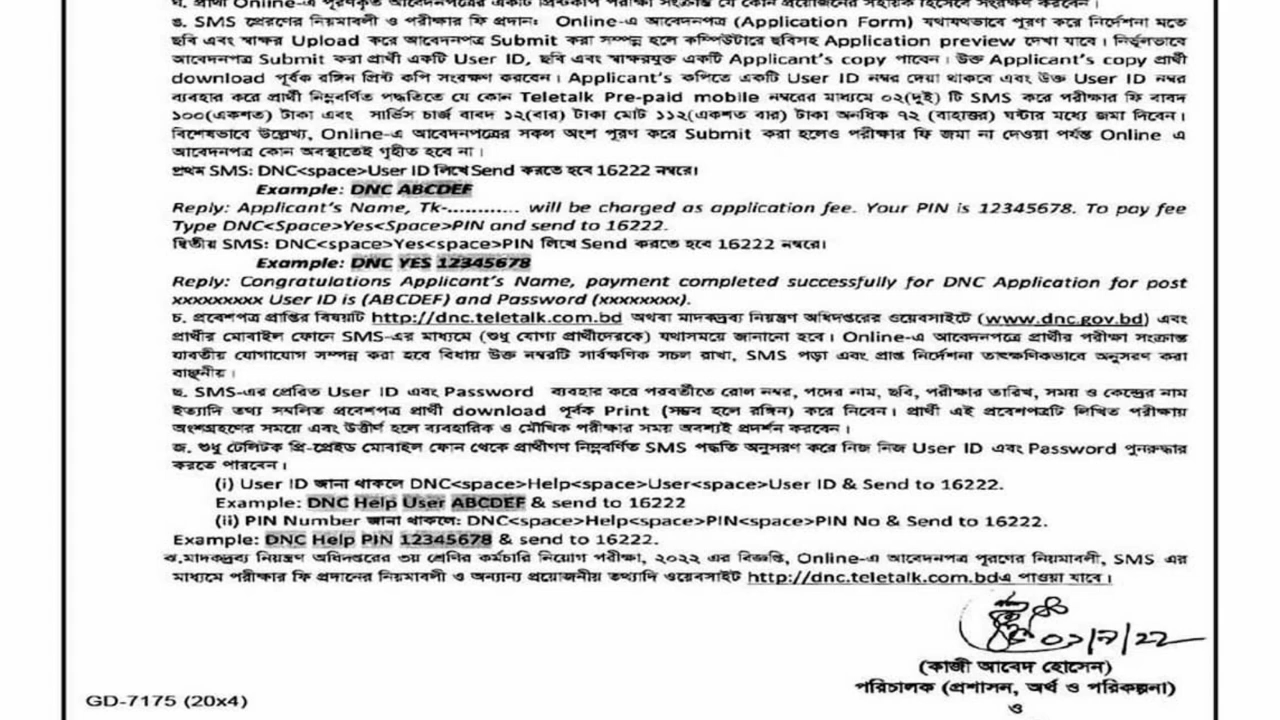 ঘ. প্রার্থী Online-এ পূরণকৃত আবেদনপত্রের একটি প্রিন্টকপি পরীক্ষা সংক্রান্ত যে কোন প্রয়োজনের সহায়ক হিসেবে সংরক্ষণ করবেন।
ঙ. SMS প্রেরণের নিয়মাবলী ও পরীক্ষার ফি প্রদান: Online-এ আবেদনপত্র (Application Form) যথাযথভাবে পূরণ করে নির্দেশনা মতে
ছবি এবং স্বাক্ষর Upload করে আবেদনপত্র Submit করা সম্পন্ন হলে কম্পিউটারে ছবিসহ Application preview দেখা যাবে। নির্ভুলভাবে
আবেদনপত্র Submit করা প্রার্থী একটি User ID, ছবি এবং স্বাক্ষরযুক্ত একটি Applicant's copy পাবেন। উক্ত Applicant's copy প্রার্থী
download পূর্বক রঙ্গিন প্রিন্ট কপি সংরক্ষণ করবেন। Applicant's কপিতে একটি User ID নম্বর দেয়া থাকবে এবং উক্ত User ID নম্বর
ব্যবহার করে প্রার্থী নিম্নবর্ণিত পদ্ধতিতে যে কোন Teletalk Pre-paid mobile নম্বরের মাধ্যমে ০২(দুই) টি SMS করে পরীক্ষার ফি বাবদ
১০০(একশত) টাকা এবং সার্ভিস চার্জ বাবদ ১২(বার) টাকা মোট ১১২(একশত বার) টাকা অনধিক ৭২ (বাহাত্তর) ঘন্টার মধ্যে জমা দিবেন।
বিশেষভাবে উল্লেখ্য, Online-এ আবেদনপত্রের সকল অংশ পূরণ করে Submit করা হলেও পরীক্ষার ফি জমা না দেওয়া পর্যন্ত Online এ
আবেদনপত্র কোন অবস্থাতেই গৃহীত হবে না।
প্রথম SMS: DNC<space>User ID লিখে Send করতে হবে 16222 নম্বরে।
Example: DNC ABCDEF
Reply: Applicant's Name, Tk-............ will be charged as application fee. Your PIN is 12345678. To pay fee
Type DNC<Space>Yes<Space>PIN and send to 16222.
দ্বিতীয় SMS: DNC<space>Yes<space>PIN লিখে Send করতে হবে 16222 নম্বরে।
Example: DNC YES 12345678
Reply: Congratulations Applicant's Name, payment completed successfully for DNC Application for post
xxxxxxxxx User ID is (ABCDEF) and Password (xxxxxxxx).
চ. প্রবেশপত্র প্রাপ্তির বিষয়টি http://dnc.teletalk.com.bd অথবা মাদকদ্রব্য নিয়ন্ত্রণ অধিদপ্তরের ওয়েবসাইটে (www.dnc.gov.bd) এবং
প্রার্থীর মোবাইল ফোনে SMS-এর মাধ্যমে (শুধু যোগ্য প্রার্থীদেরকে) যথাসময়ে জানানো হবে। Online-এ আবেদনপত্রে প্রার্থীর পরীক্ষা সংক্রান্ত
যাবতীয় যোগাযোগ সম্পন্ন করা হবে বিধায় উক্ত নম্বরটি সার্বক্ষণিক সচল রাখা, SMS পড়া এবং প্রাপ্ত নির্দেশনা তাৎক্ষণিকভাবে অনুসরণ করা
বাঞ্ছনীয়।
ছ. SMS-এর প্রেরিত User ID এবং Password ব্যবহার করে পরবর্তীতে রোল নম্বর, পদের নাম, ছবি, পরীক্ষার তারিখ, সময় ও কেন্দ্রের নাম
ইত্যাদি তথ্য সম্বলিত প্রবেশপত্র প্রার্থী download পূর্বক Print (সম্ভব হলে রঙ্গিন) করে নিবেন। প্রার্থী এই প্রবেশপত্রটি লিখিত পরীক্ষায়
অংশগ্রহণের সময়ে এবং উত্তীর্ণ হলে ব্যবহারিক ও মৌখিক পরীক্ষার সময় অবশ্যই প্রদর্শন করবেন।
জ. শুধু টেলিটক প্রি-প্রেইড মোবাইল ফোন থেকে প্রার্থীগণ নিম্নবর্ণিত SMS পদ্ধতি অনুসরণ করে নিজ নিজ User ID এবং Password পুনরুদ্ধার
করতে পারবেন।
(i) User ID জানা থাকলে DNC<space>Help<space>User<space>User ID & Send to 16222.
Example: DNC Help User ABCDEF & send to 16222
(ii) PIN Number জানা থাকলে: DNC<space>Help<space>PIN<space>PIN No & Send to 16222.
Example: DNC Help PIN 12345678 & send to 16222.
ঝ.মাদকদ্রব্য নিয়ন্ত্রণ অধিদপ্তরের ৩য় শ্রেণির কর্মচারি নিয়োগ পরীক্ষা, ২০২২ এর বিজ্ঞপ্তি, Online-এ আবেদনপত্র পূরণের নিয়মাবলী, SMS এর
মাধ্যমে পরীক্ষার ফি প্রদানের নিয়মাবলী ও অন্যান্য প্রয়োজনীয় তথ্যাদি ওয়েবসাইট http://dnc.teletalk.com.bdএ পাওয়া যাবে।
০১/৭/২২
(কাজী আবেদ হোসেন)
পরিচালক (প্রশাসন, অর্থ ও পরিকল্পনা)
ও
GD-7175 (20x4)